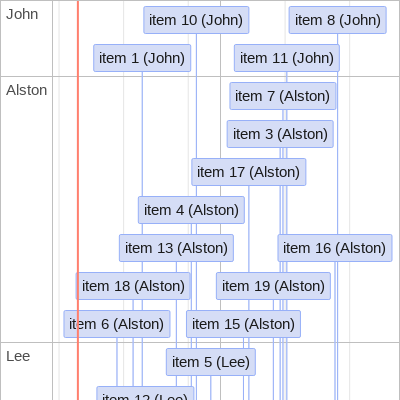 John
item 10 (John)
item 8 (John)
item 1 (John)
item 11 (John)
Alston
item 7 (Alston)
item 3 (Alston)
item 17 (Alston)
item 4 (Alston)
item 13 (Alston)
item 16 (Alston)
item 18 (Alston)
item 19 (Alston)
item 6 (Alston)
item 15 (Alston)
Lee
item 5 (Lee)
item 12 (Lee)